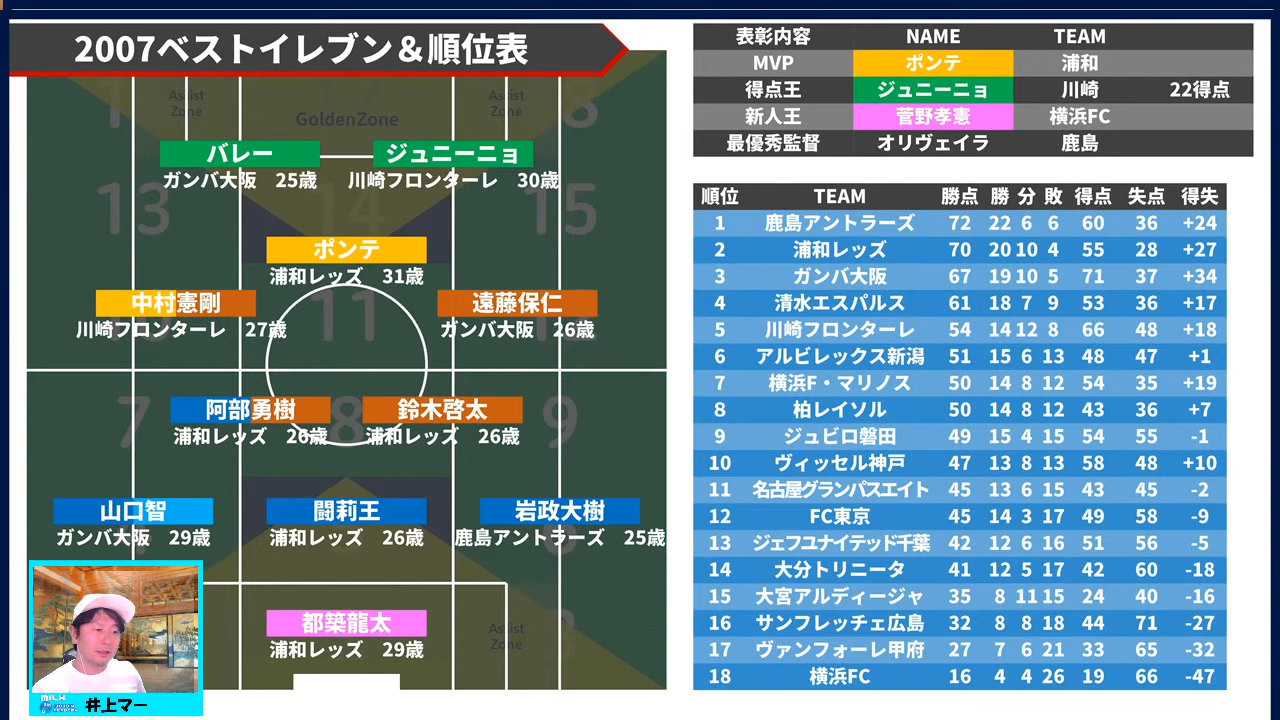 2007ベストイレブン＆順位表
Assist Zone
GoldenZone
Assist Zone
バレー
ガンバ大阪 25歳
ジュニーニョ
川崎フロンターレ 30歳
13
14
15
ポンテ
浦和レッズ 31歳
中村憲剛
川崎フロンターレ 27歳
11
遠藤保仁
ガンバ大阪 26歳
7
阿部勇樹
浦和レッズ 26歳
8
鈴木啓太
浦和レッズ 26歳
9
山口智
ガンバ大阪 29歳
闘莉王
浦和レッズ 26歳
岩政大樹
鹿島アントラーズ 25歳
都築龍太
浦和レッズ 29歳
Assist Zone
MILK
井上マー
表彰内容 NAME TEAM
MVP ポンテ 浦和
得点王 ジュニーニョ 川崎 22得点
新人王 菅野孝憲 横浜FC
最優秀監督 オリヴェイラ 鹿島
順位 TEAM 勝点 勝 分 敗 得点 失点 得失
1 鹿島アントラーズ 72 22 6 6 60 36 +24
2 浦和レッズ 70 20 10 4 55 28 +27
3 ガンバ大阪 67 19 10 5 71 37 +34
4 清水エスパルス 61 18 7 9 53 36 +17
5 川崎フロンターレ 54 14 12 8 66 48 +18
6 アルビレックス新潟 51 15 6 13 48 47 +1
7 横浜F・マリノス 50 14 8 12 54 35 +19
8 柏レイソル 50 14 8 12 43 36 +7
9 ジュビロ磐田 49 15 4 15 54 55 -1
10 ヴィッセル神戸 47 13 8 13 58 48 +10
11 名古屋グランパスエイト 45 13 6 15 43 45 -2
12 FC東京 45 14 3 17 49 58 -9
13 ジェフユナイテッド千葉 42 12 6 16 51 56 -5
14 大分トリニータ 41 12 5 17 42 60 -18
15 大宮アルディージャ 35 8 11 15 24 40 -16
16 サンフレッチェ広島 32 8 8 18 44 71 -27
17 ヴァンフォーレ甲府 27 7 6 21 33 65 -32
18 横浜FC 16 4 4 26 19 66 -47